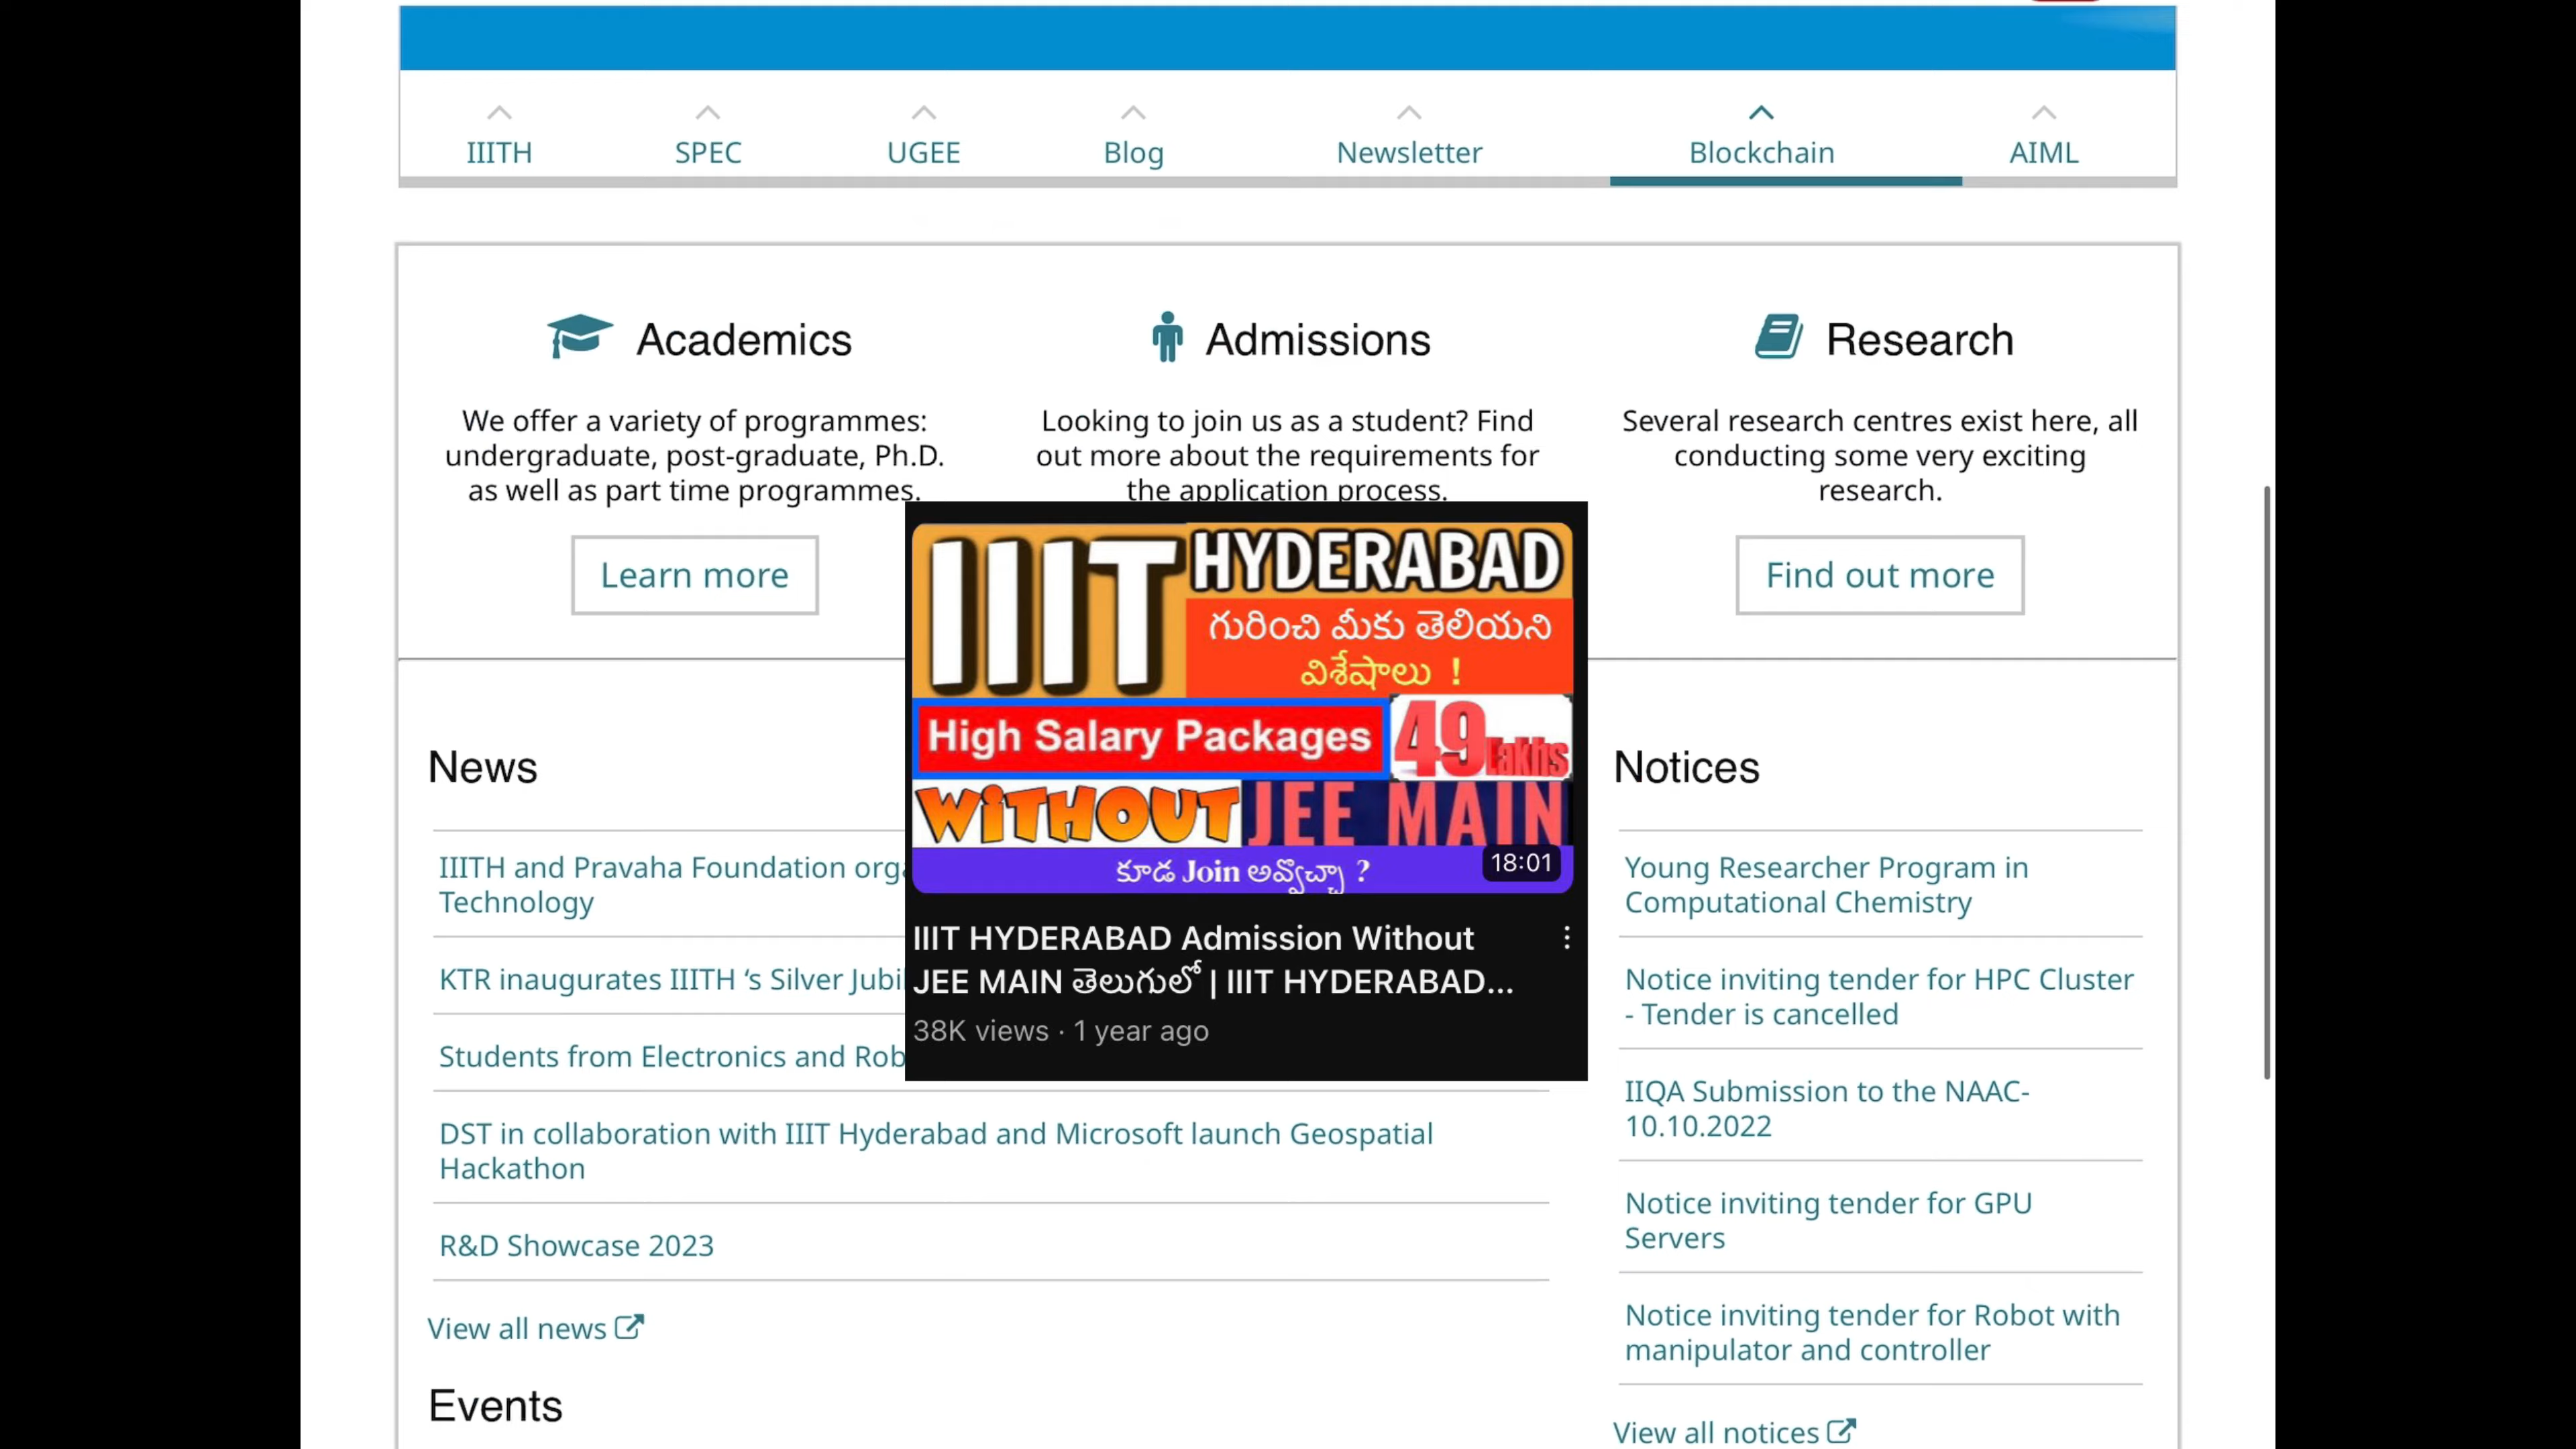 IIITH
SPEC
UGEE
Blog
Newsletter
Blockchain
AIML
Academics
We offer a variety of programmes:
undergraduate, post-graduate, Ph.D.
as well as part time programmes.
Learn more
Admissions
Looking to join us as a student? Find
out more about the requirements for
the application process.
Research
Several research centres exist here, all
conducting some very exciting
research.
Find out more
IIIT HYDERABAD
గురించి మీకు తెలియని
విశేషాలు !
High Salary Packages 49 Lakhs
WITHOUT JEE MAIN
కూడ Join అవ్వొచ్చా ?
18:01
IIIT HYDERABAD Admission Without
JEE MAIN తెలుగులో | IIIT HYDERABAD...
38K views · 1 year ago
News
IIITH and Pravaha Foundation
Technology
KTR inaugurates IIITH ‘s Silver
Students from Electronics and
DST in collaboration with IIIT Hyderabad and Microsoft launch Geospatial
Hackathon
R&D Showcase 2023
View all news
Events
Notices
Young Researcher Program in
Computational Chemistry
Notice inviting tender for HPC Cluster
- Tender is cancelled
IIQA Submission to the NAAC-
10.10.2022
Notice inviting tender for GPU
Servers
Notice inviting tender for Robot with
manipulator and controller
View all notices